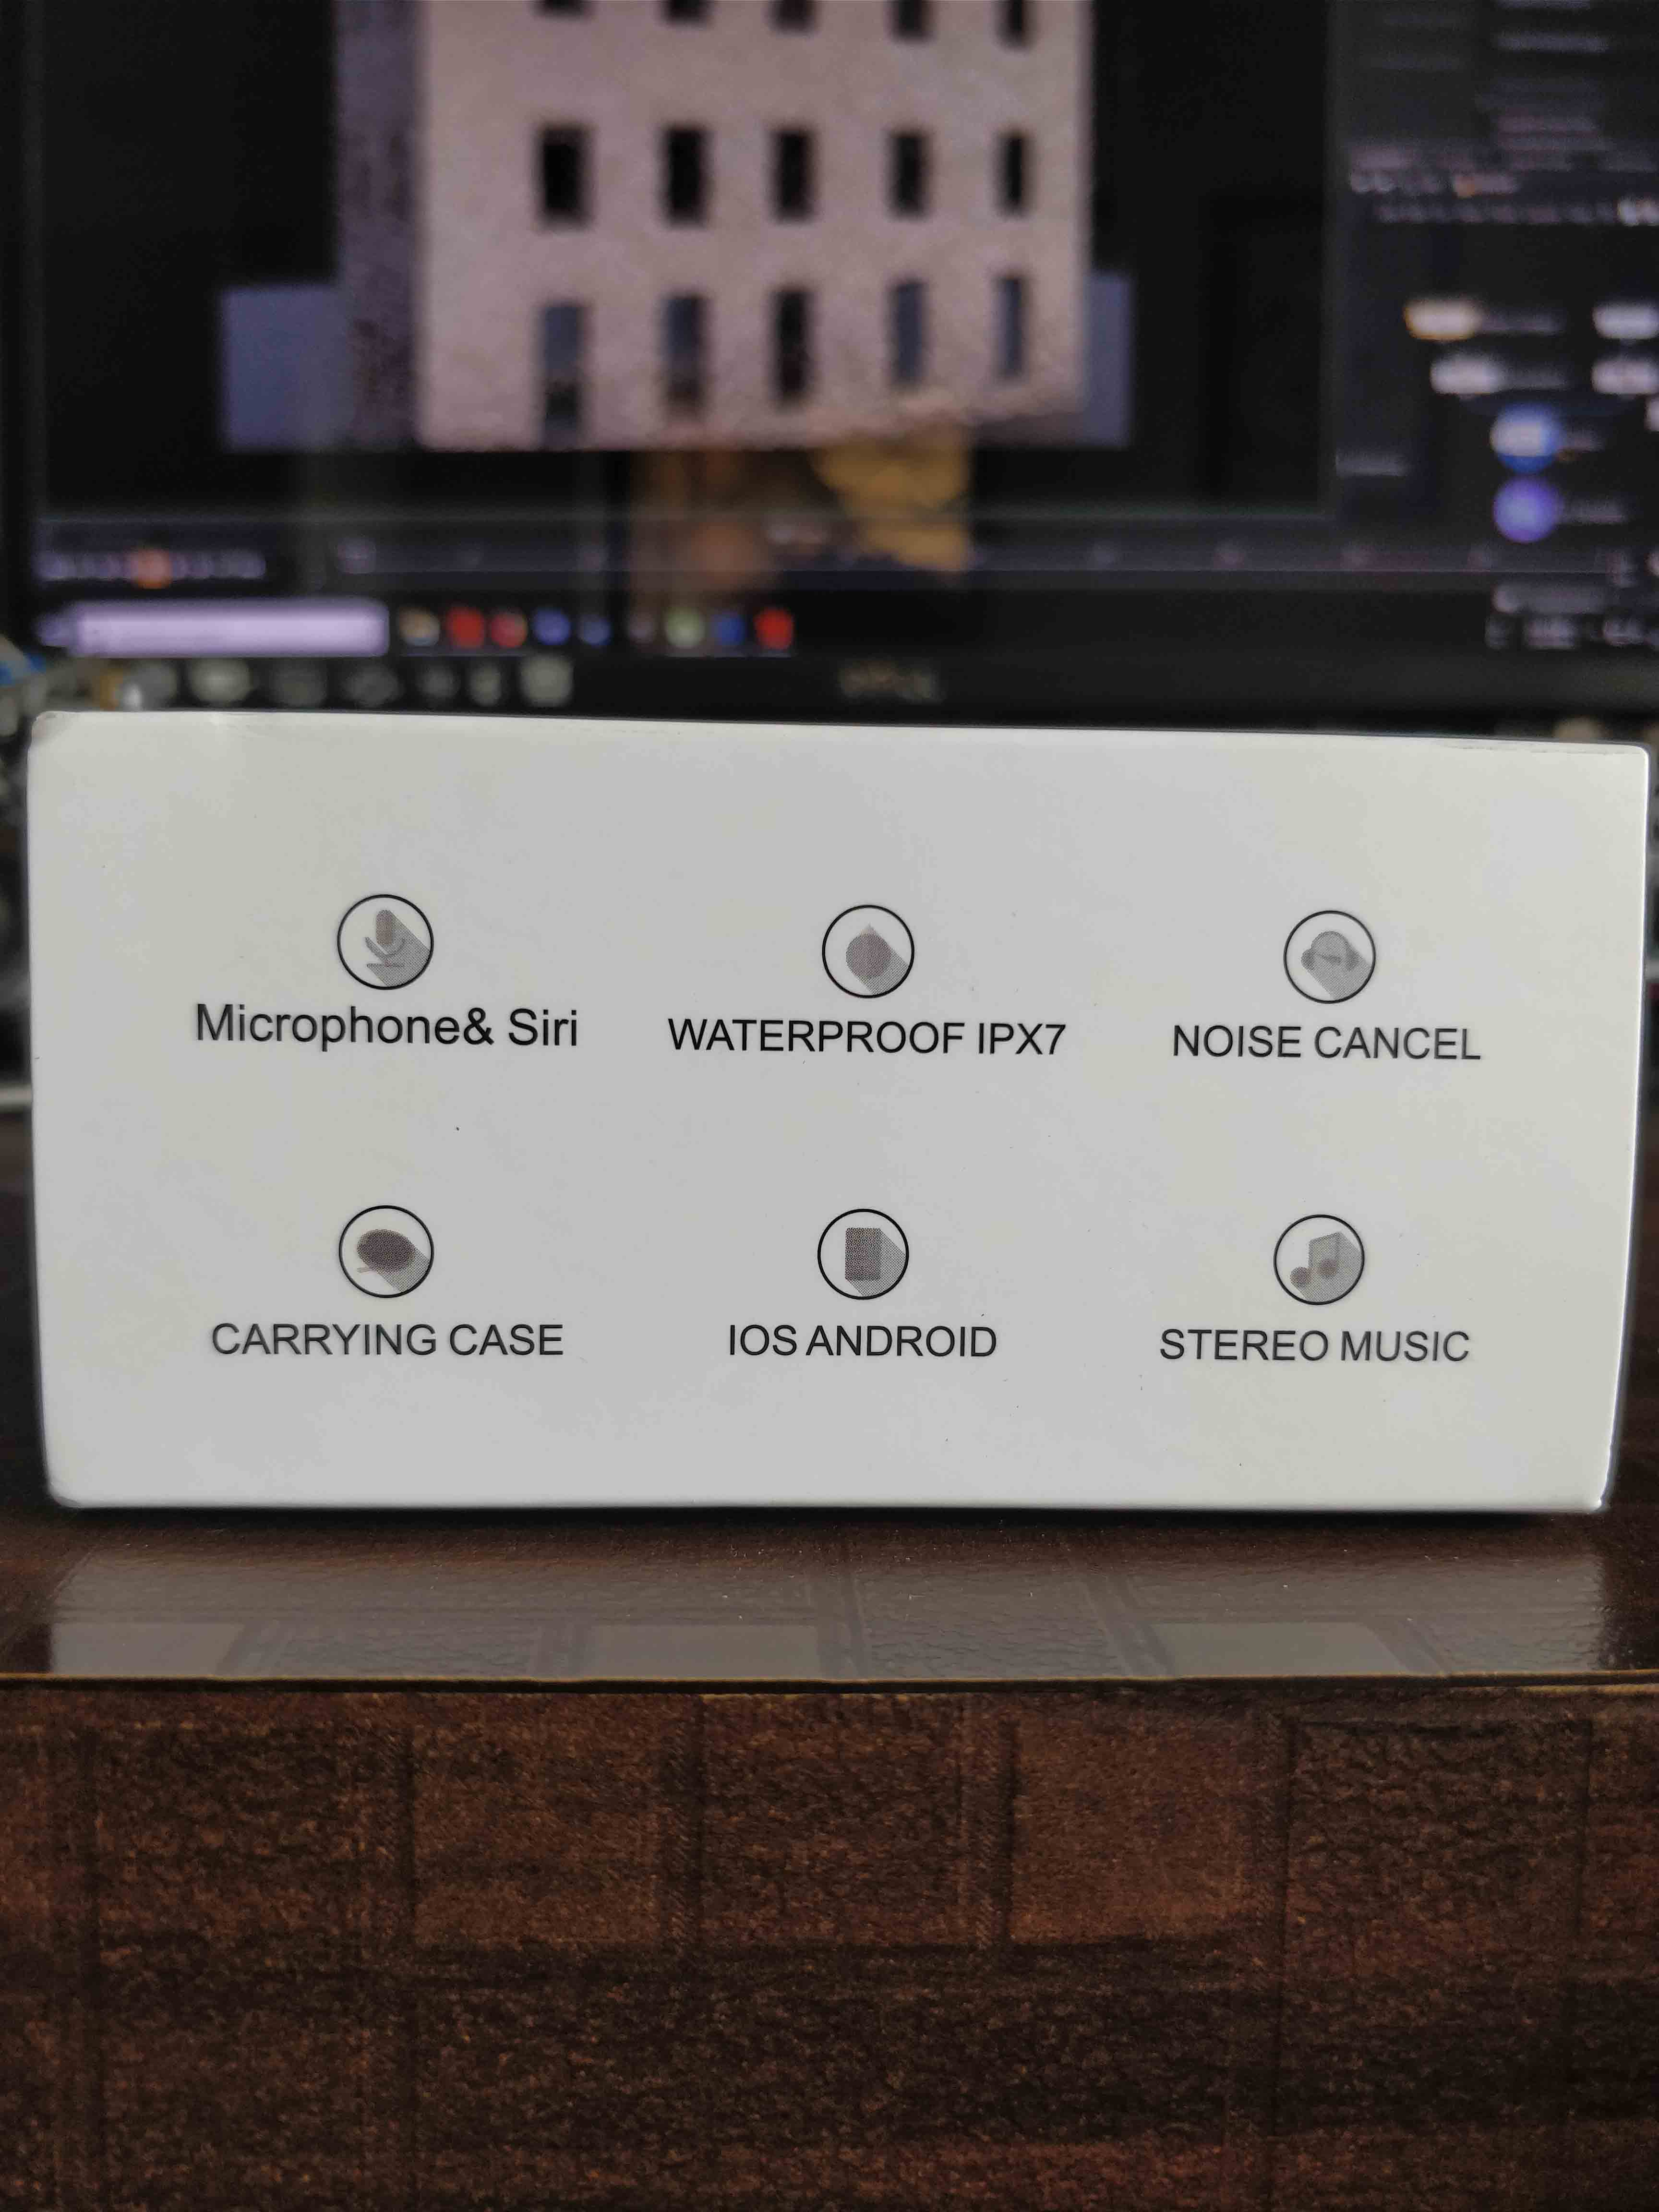 Microphone& Siri
WATERPROOF IPX7
NOISE CANCEL
CARRYING CASE
IOS ANDROID
STEREO MUSIC